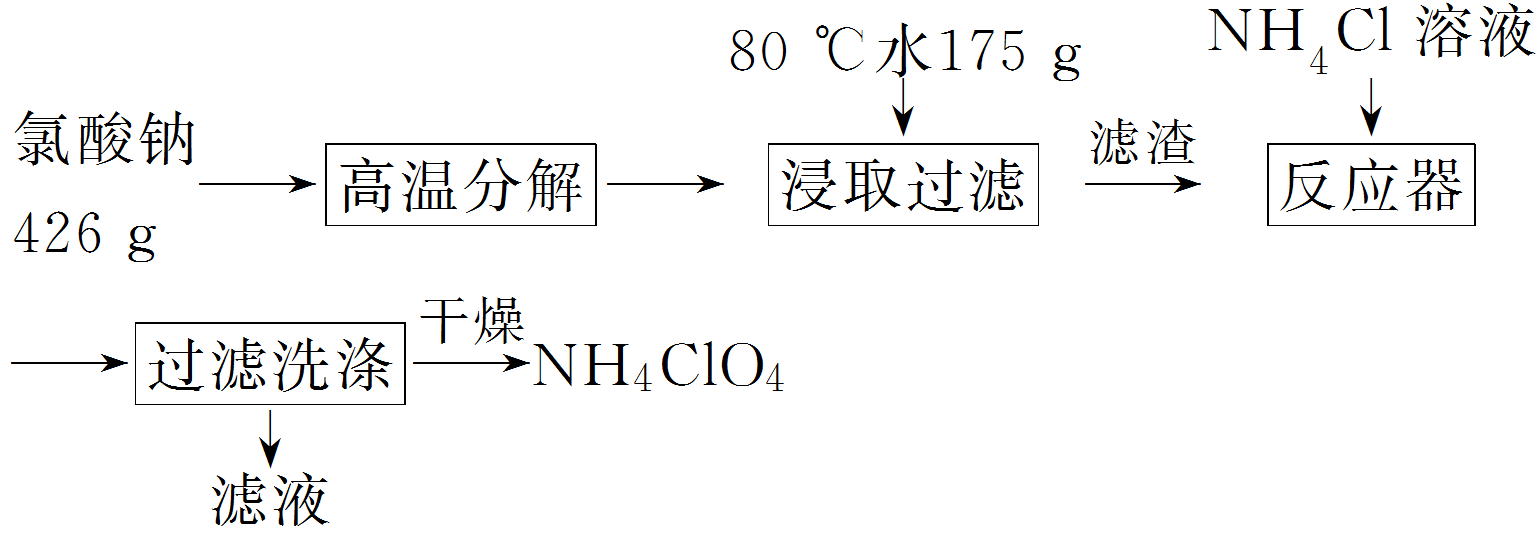 80 ℃水175 g
NH₄Cl 溶液
氯酸钠
426 g
高温分解
浸取过滤
滤渣
反应器
过滤洗涤
干燥
NH₄ClO₄
滤液